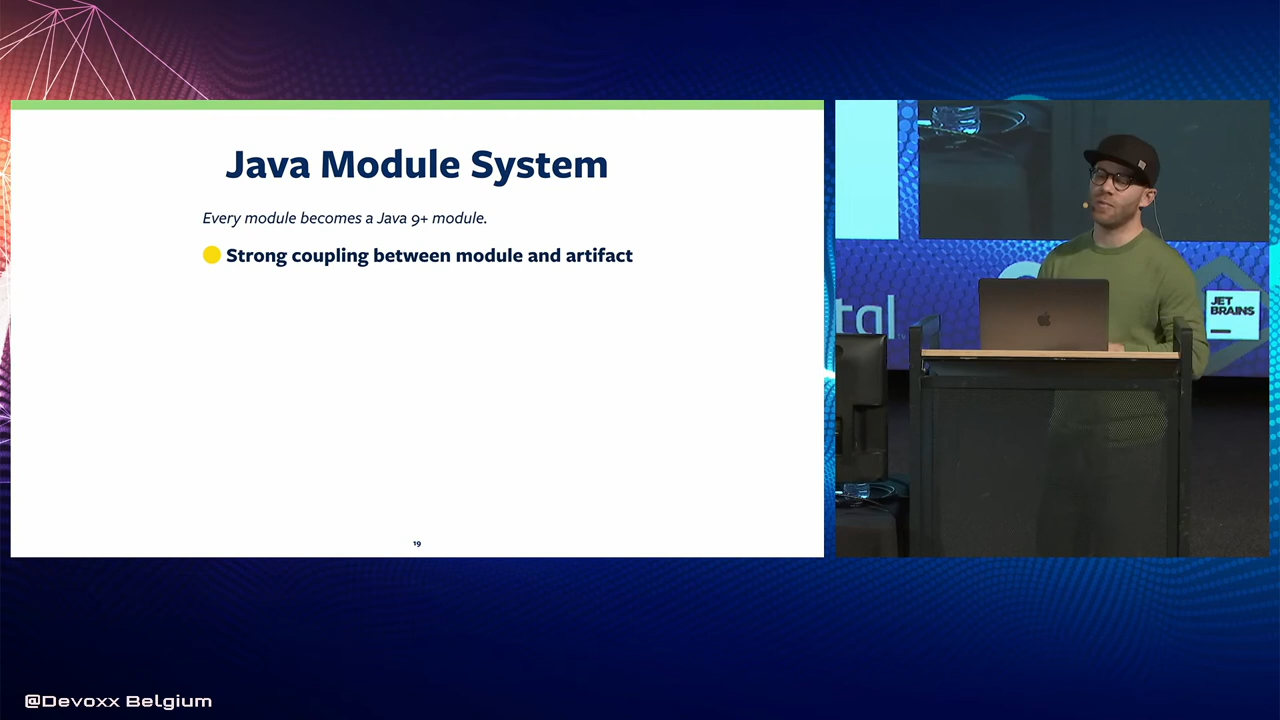 Java Module System
Every module becomes a Java 9+ module.
Strong coupling between module and artifact
19
tal
JET
BRAINS
@Devoxx Belgium